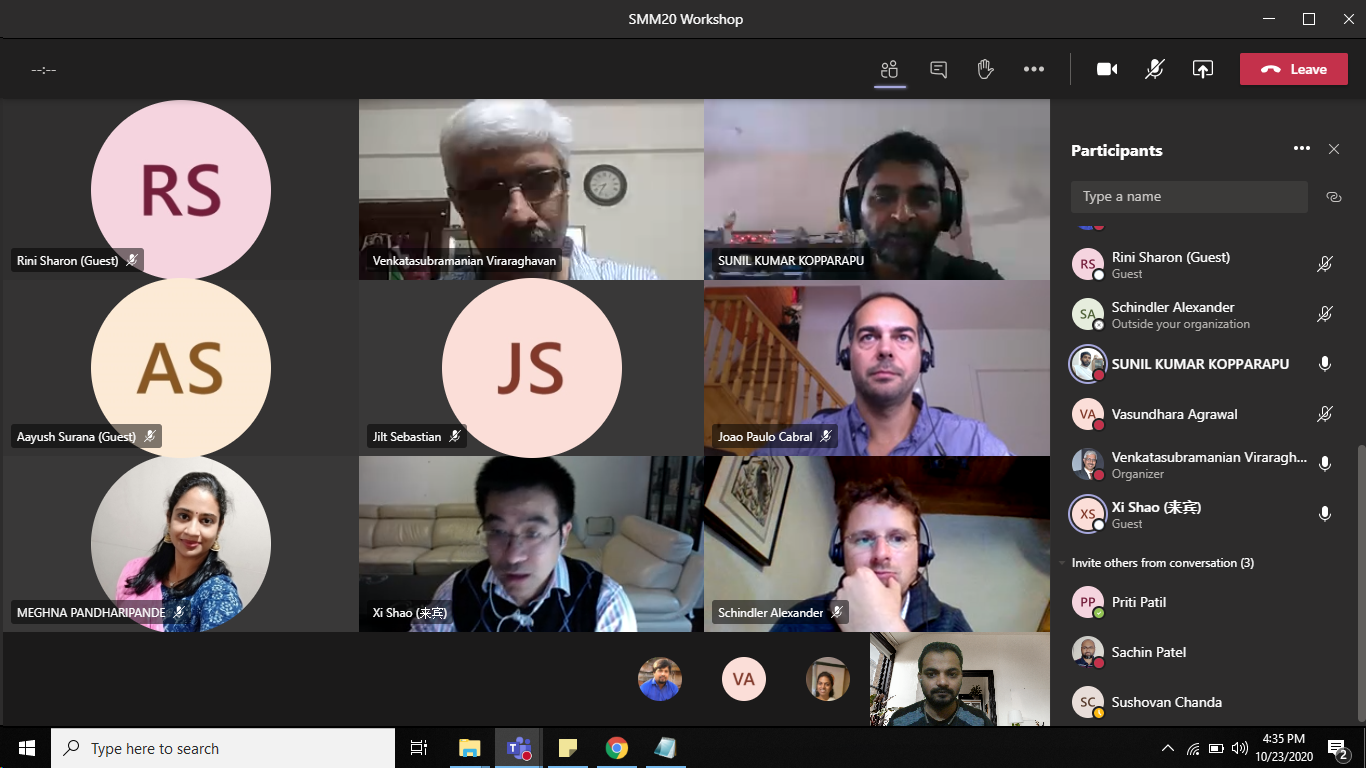 SMM20 Workshop
--:--
Leave
RS
Rini Sharon (Guest)
Venkatasubramanian Viraraghavan
SUNIL KUMAR KOPPARAPU
AS
Aayush Surana (Guest)
JS
Jilt Sebastian
Joao Paulo Cabral
MEGHNA PANDHARIPANDE
Xi Shao (来宾)
Schindler Alexander
VA
Participants
Type a name
RS
Rini Sharon (Guest)
Guest
SA
Schindler Alexander
Outside your organization
SUNIL KUMAR KOPPARAPU
VA
Vasundhara Agrawal
Venkatasubramanian Viraragh...
Organizer
XS
Xi Shao (来宾)
Guest
Invite others from conversation (3)
PP
Priti Patil
Sachin Patel
SC
Sushovan Chanda
Type here to search
4:35 PM
10/23/2020
2